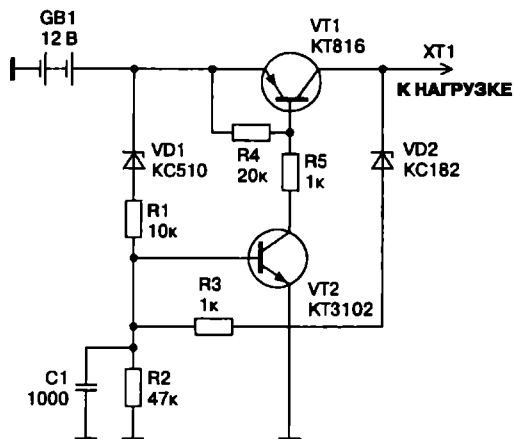 GB1
12 В
VT1
КТ816
XT1
К НАГРУЗКЕ
VD1
КС510
R4
20к
R5
1к
VD2
КС182
R1
10к
R3
1к
VT2
КТ3102
C1
1000
R2
47к